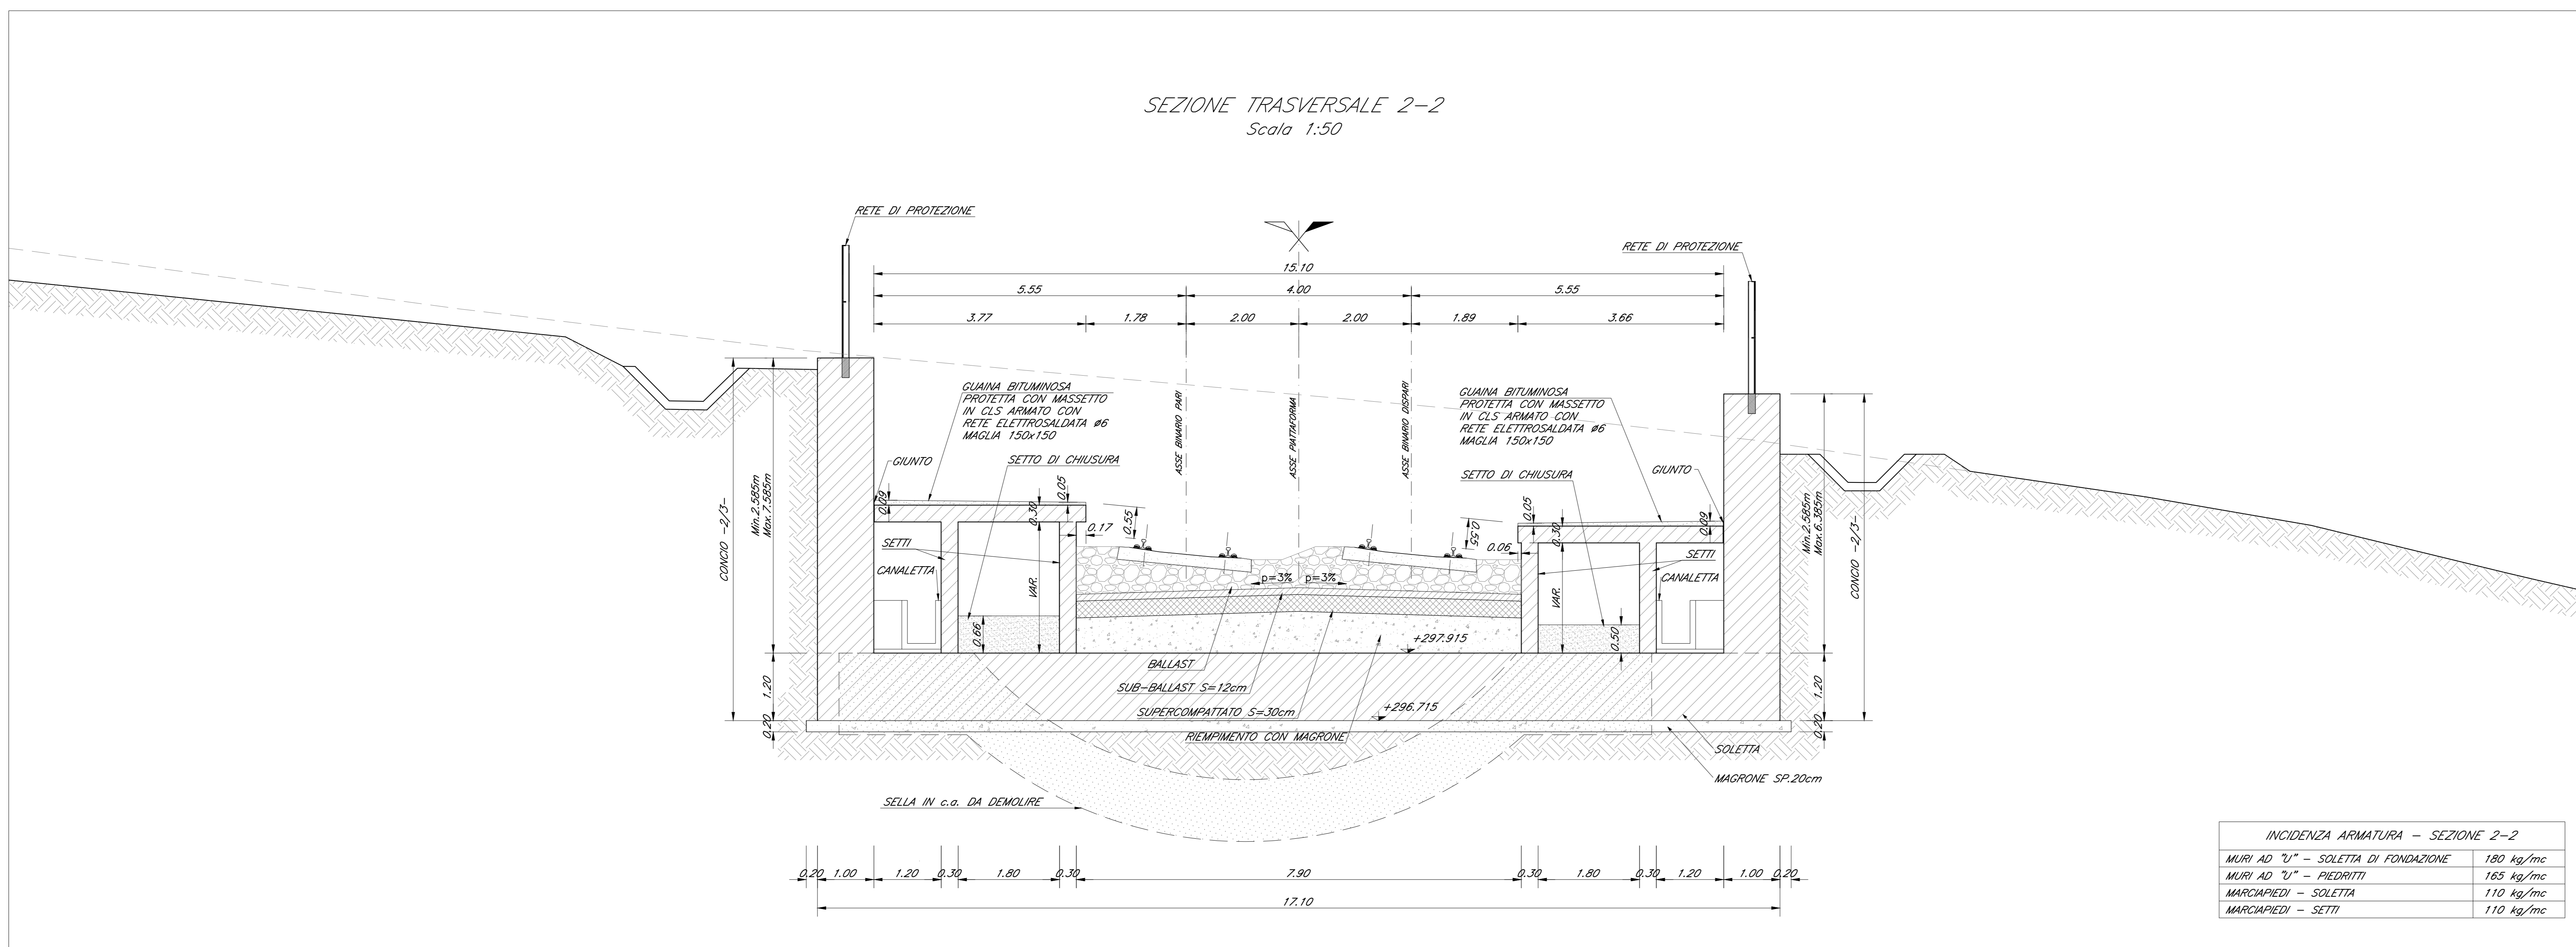 SEZIONE TRASVERSALE 2-2
Scala 1:50
RETE DI PROTEZIONE
RETE DI PROTEZIONE
15.10
5.55
4.00
5.55
3.77
1.78
2.00
2.00
1.89
3.66
GUAINA BITUMINOSA
PROTETTA CON MASSETTO
IN CLS ARMATO CON
RETE ELETTROSALDATA ø6
MAGLIA 150x150
GUAINA BITUMINOSA
PROTETTA CON MASSETTO
IN CLS ARMATO CON
RETE ELETTROSALDATA ø6
MAGLIA 150x150
ASSE BINARIO PARI
ASSE PIATTAFORMA
ASSE BINARIO DISPARI
GIUNTO
SETTO DI CHIUSURA
SETTO DI CHIUSURA
GIUNTO
CONCIO -2/3-
Min.2.585m
Max.7.585m
0.09
0.30
0.05
0.55
0.17
0.55
0.06
0.05
0.30
0.09
Min.2.585m
Max.6.385m
CONCIO -2/3-
SETTI
SETTI
CANALETTA
CANALETTA
VAR.
p=3%
p=3%
VAR.
0.66
0.50
+297.915
BALLAST
SUB-BALLAST S=12cm
SUPERCOMPATTATO S=30cm
+296.715
RIEMPIMENTO CON MAGRONE
1.20
0.20
1.20
0.20
SOLETTA
MAGRONE SP.20cm
SELLA IN c.a. DA DEMOLIRE
0.20
1.00
1.20
0.30
1.80
0.30
7.90
0.30
1.80
0.30
1.20
1.00
0.20
17.10
INCIDENZA ARMATURA - SEZIONE 2-2
MURI AD "U" - SOLETTA DI FONDAZIONE 180 kg/mc
MURI AD "U" - PIEDRITTI 165 kg/mc
MARCIAPIEDI - SOLETTA 110 kg/mc
MARCIAPIEDI - SETTI 110 kg/mc